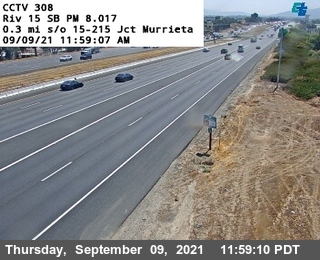 CCTV 308
Riv 15 SB PM 8.017
0.3 mi s/o 15-215 Jct Murrieta
09/09/21 11:59:07 AM
Thursday, September 09, 2021 11:59:10 PDT